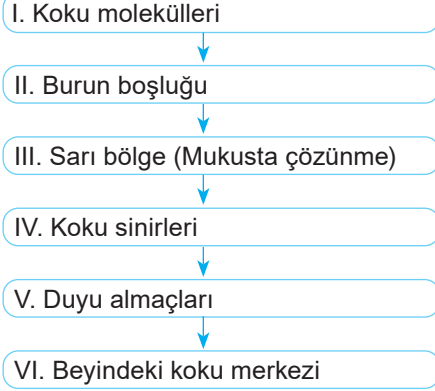 I. Koku molekülleri
II. Burun boşluğu
III. Sarı bölge (Mukusta çözünme)
IV. Koku sinirleri
V. Duyu almaçları
VI. Beyindeki koku merkezi